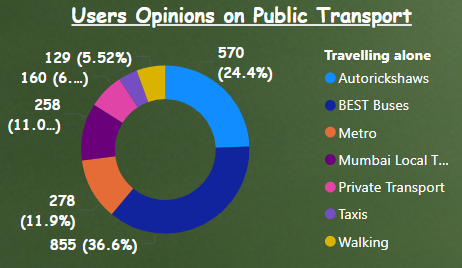 Users Opinions on Public Transport
129 (5.52%)
160 (6....)
258
(11.0...)
278
(11.9%)
855 (36.6%)
570
(24.4%)
Travelling alone
Autorickshaws
BEST Buses
Metro
Mumbai Local T...
Private Transport
Taxis
Walking